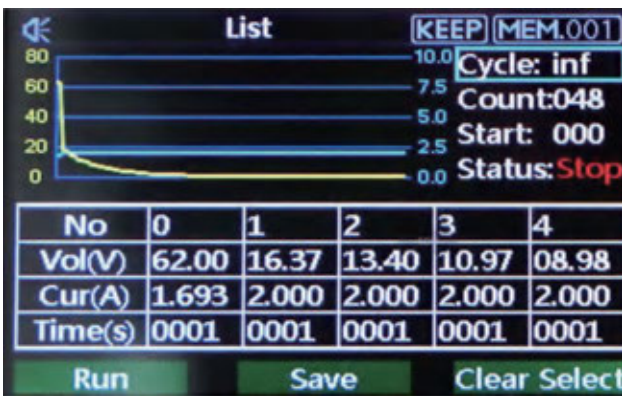 List KEEP MEM.001
80 10.0 Cycle: inf
60 7.5 Count:048
40 5.0
20 2.5 Start: 000
0 0.0 Status:Stop
No 0 1 2 3 4
Vol(V) 62.00 16.37 13.40 10.97 08.98
Cur(A) 1.693 2.000 2.000 2.000 2.000
Time(s) 0001 0001 0001 0001 0001
Run Save Clear Select